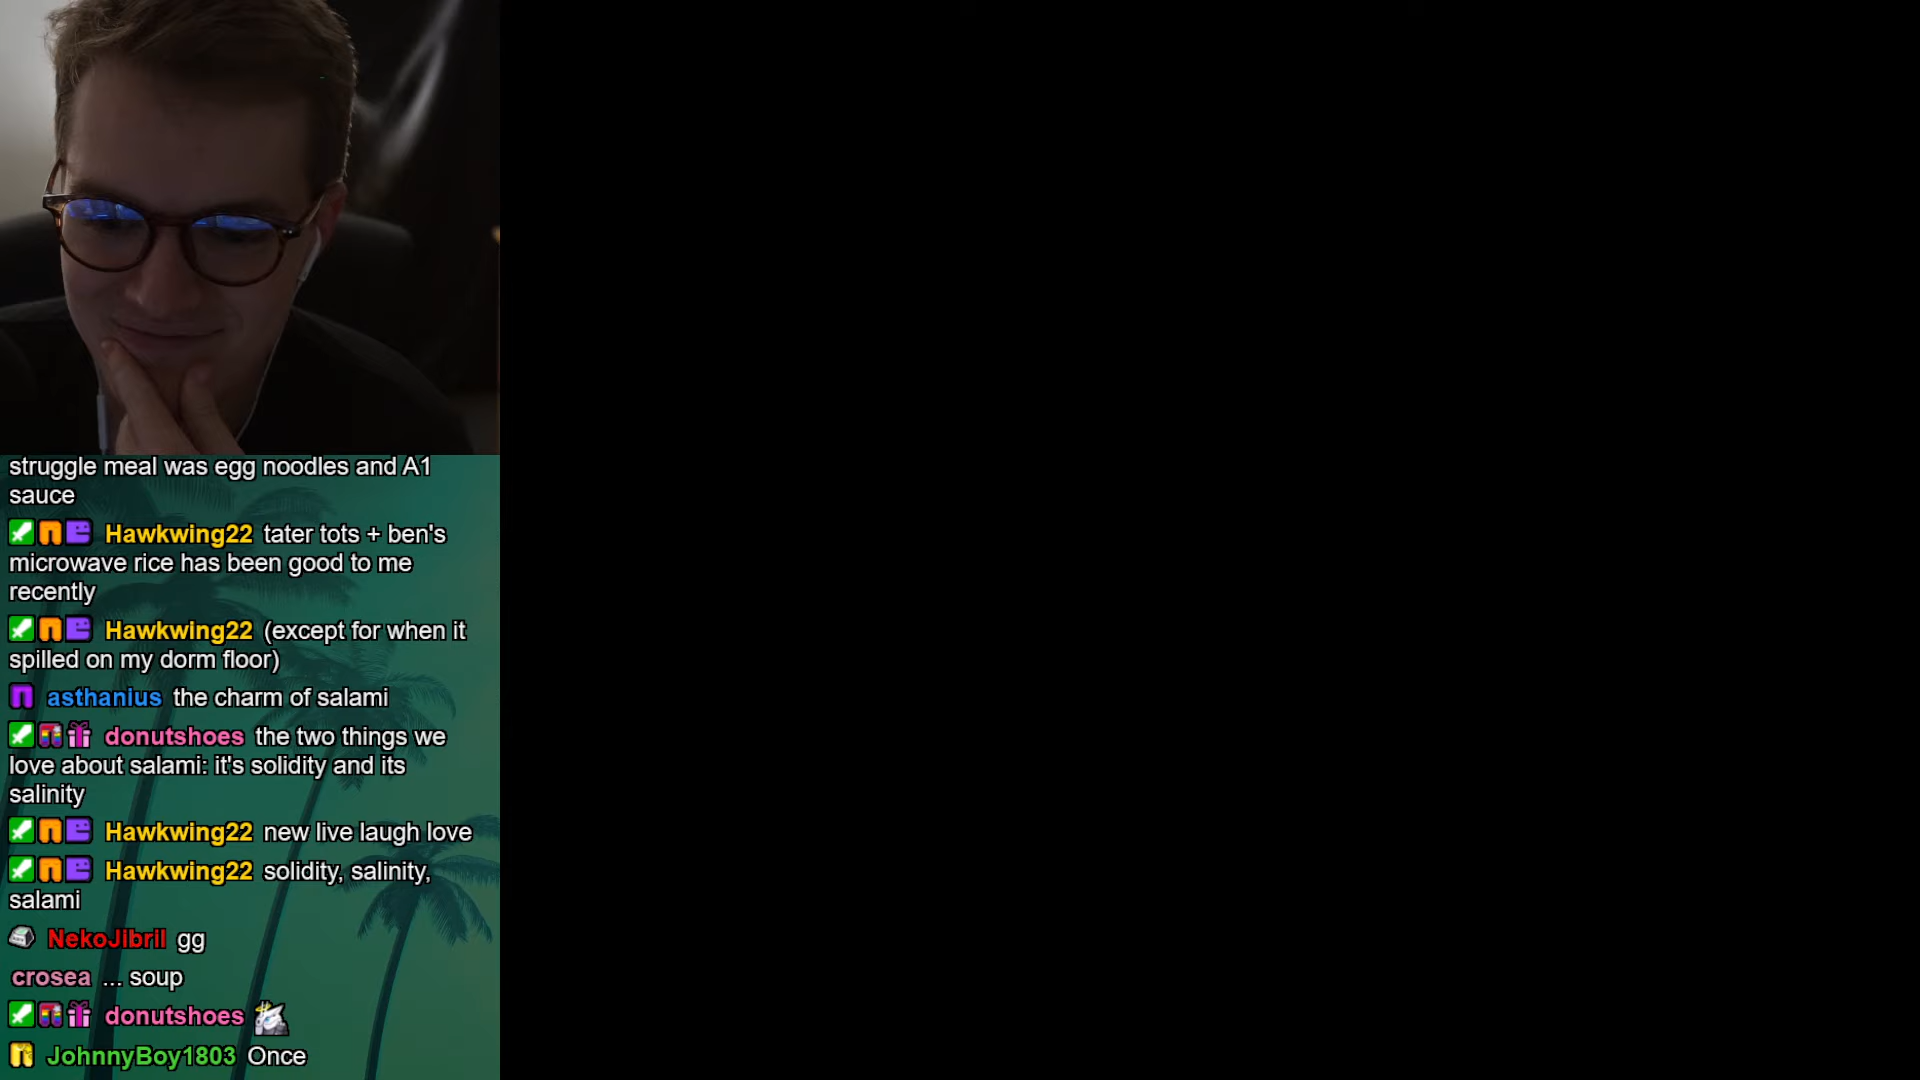 struggle meal was egg noodles and A1
sauce
Hawkwing22 tater tots + ben's
microwave rice has been good to me
recently
Hawkwing22 (except for when it
spilled on my dorm floor)
asthanius the charm of salami
donutshoes the two things we
love about salami: it's solidity and its
salinity
Hawkwing22 new live laugh love
Hawkwing22 solidity, salinity,
salami
NekoJibril gg
crosea ... soup
donutshoes
JohnnyBoy1803 Once